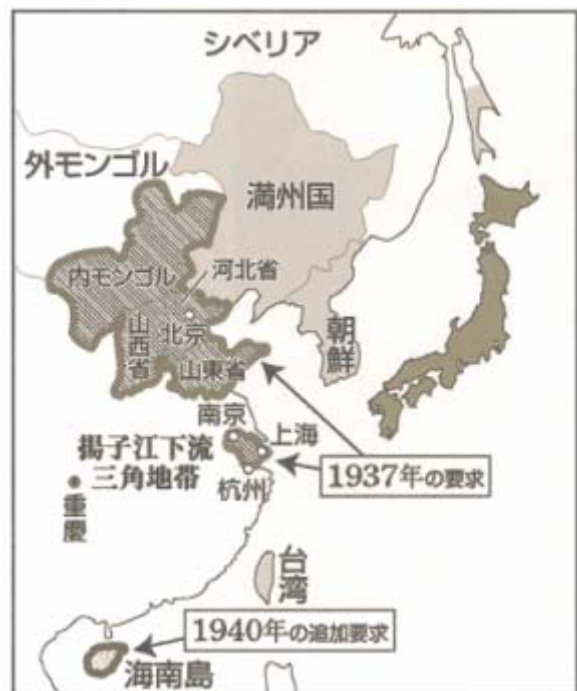 シベリア
外モンゴル
満州国
内モンゴル
河北省
北京
山西省
山東省
朝鮮
南京
上海
揚子江下流
三角地帯
杭州
1937年の要求
重慶
台湾
1940年の追加要求
海南島